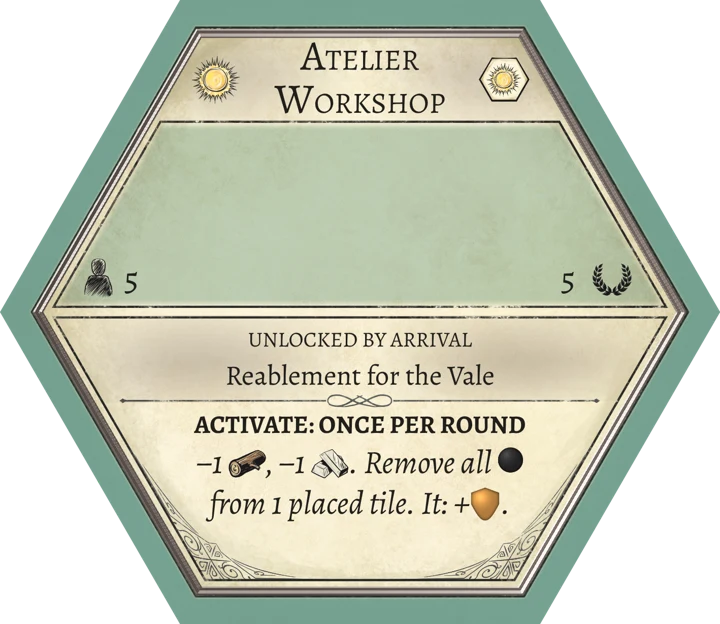 ATELIER
WORKSHOP
5
5
UNLOCKED BY ARRIVAL
Reablement for the Vale
ACTIVATE: ONCE PER ROUND
–1 , –1 . Remove all
from 1 placed tile. It: + .